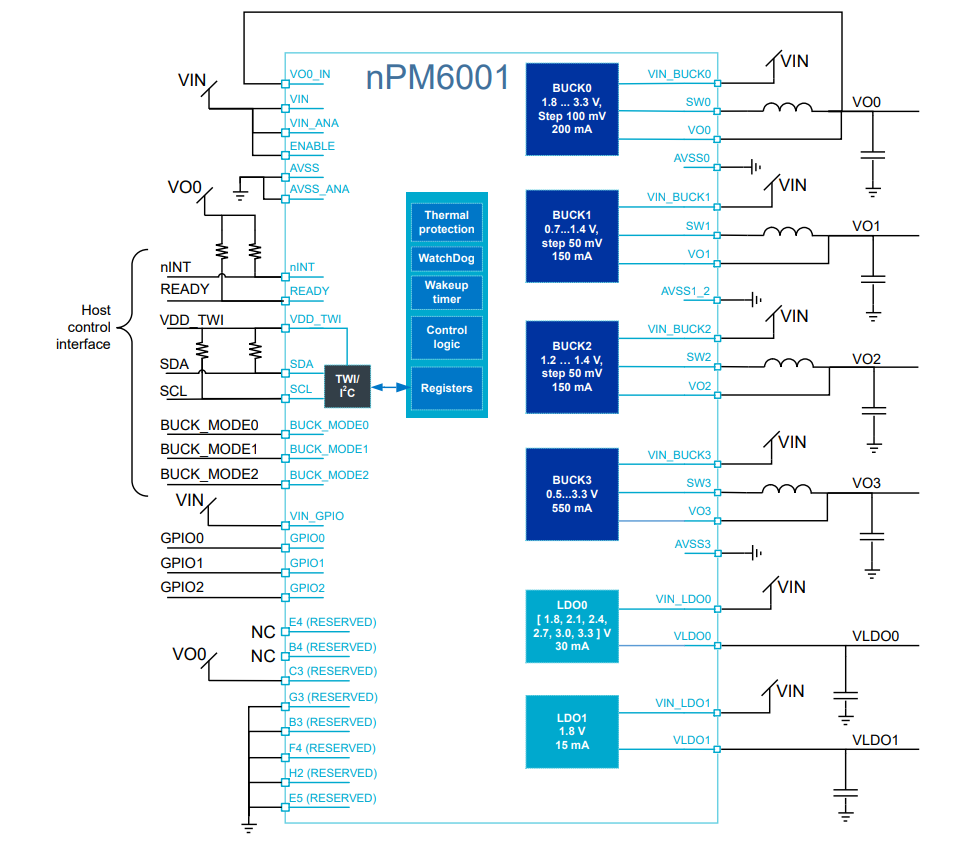 nPM6001
VIN
VO0_IN
VIN
VIN_ANA
ENABLE
AVSS
AVSS_ANA
VO0
nINT
nINT
READY
READY
Host
control
interface
VDD_TWI
VDD_TWI
SDA
SDA
SCL
SCL
TWI/
I2C
BUCK_MODE0
BUCK_MODE0
BUCK_MODE1
BUCK_MODE1
BUCK_MODE2
BUCK_MODE2
VIN
VIN_GPIO
GPIO0
GPIO0
GPIO1
GPIO1
GPIO2
GPIO2
NC
E4 (RESERVED)
NC
B4 (RESERVED)
VO0
C3 (RESERVED)
G3 (RESERVED)
B3 (RESERVED)
F4 (RESERVED)
H2 (RESERVED)
E5 (RESERVED)
Thermal
protection
WatchDog
Wakeup
timer
Control
logic
Registers
BUCK0
1.8 ... 3.3 V,
Step 100 mV
200 mA
VIN_BUCK0
VIN
SW0
VO0
VO0
AVSS0
BUCK1
0.7...1.4 V,
step 50 mV
150 mA
VIN_BUCK1
VIN
SW1
VO1
VO1
AVSS1_2
BUCK2
1.2 ... 1.4 V,
step 50 mV
150 mA
VIN_BUCK2
VIN
SW2
VO2
VO2
BUCK3
0.5...3.3 V
550 mA
VIN_BUCK3
VIN
SW3
VO3
VO3
AVSS3
LDO0
[ 1.8, 2.1, 2.4,
2.7, 3.0, 3.3 ] V
30 mA
VIN_LDO0
VIN
VLDO0
VLDO0
LDO1
1.8 V
15 mA
VIN_LDO1
VIN
VLDO1
VLDO1